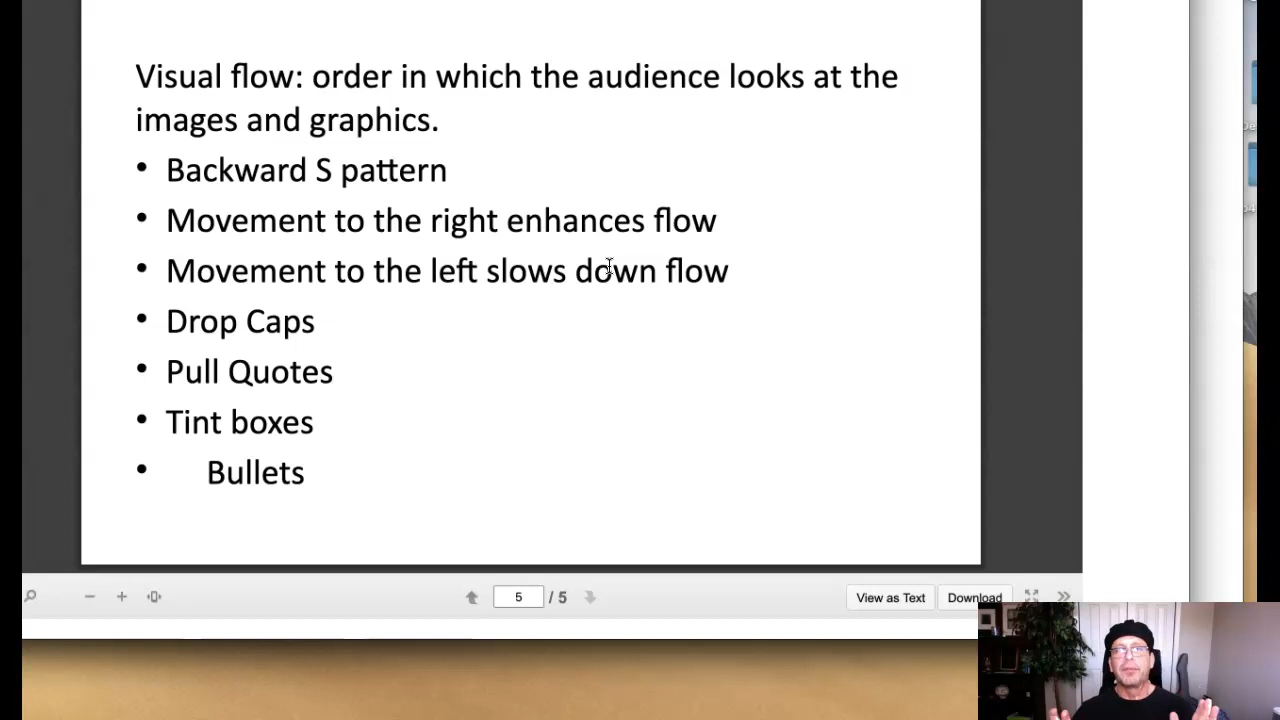 Visual flow: order in which the audience looks at the
images and graphics.
• Backward S pattern
• Movement to the right enhances flow
• Movement to the left slows down flow
• Drop Caps
• Pull Quotes
• Tint boxes
• Bullets
5 / 5
View as Text
Download